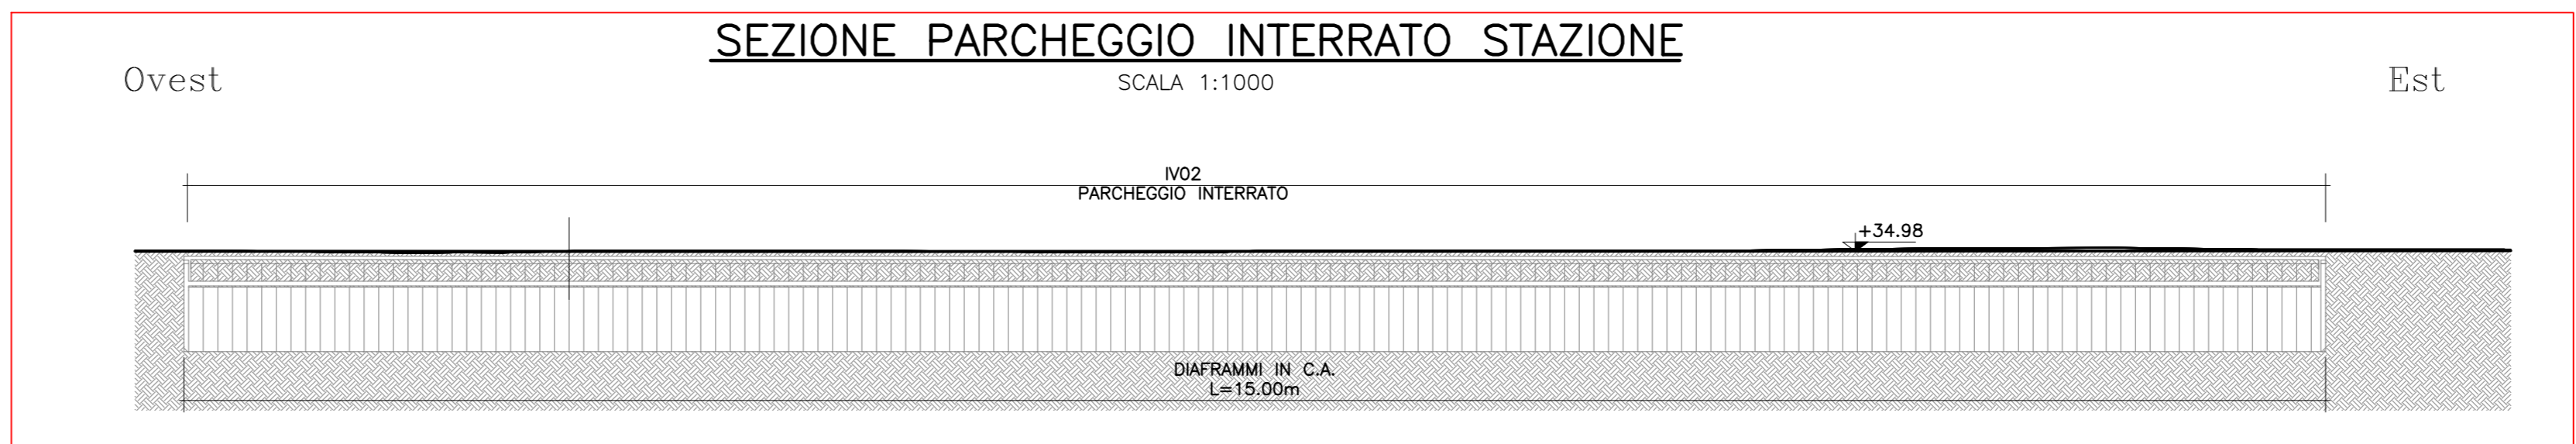 SEZIONE PARCHEGGIO INTERRATO STAZIONE
SCALA 1:1000
Ovest
Est
IV02
PARCHEGGIO INTERRATO
+34.98
DIAFRAMMI IN C.A.
L=15.00m